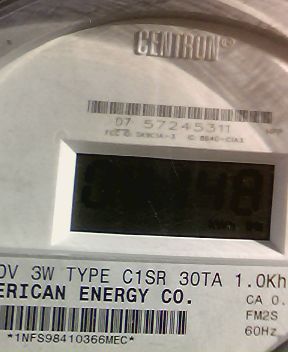 CENTRON®
07 57245311
0V 3W TYPE C1SR 30TA 1.0Kh
ERICAN ENERGY CO.
CA 0.
FM2S
60Hz
*1NFS98410366MEC*